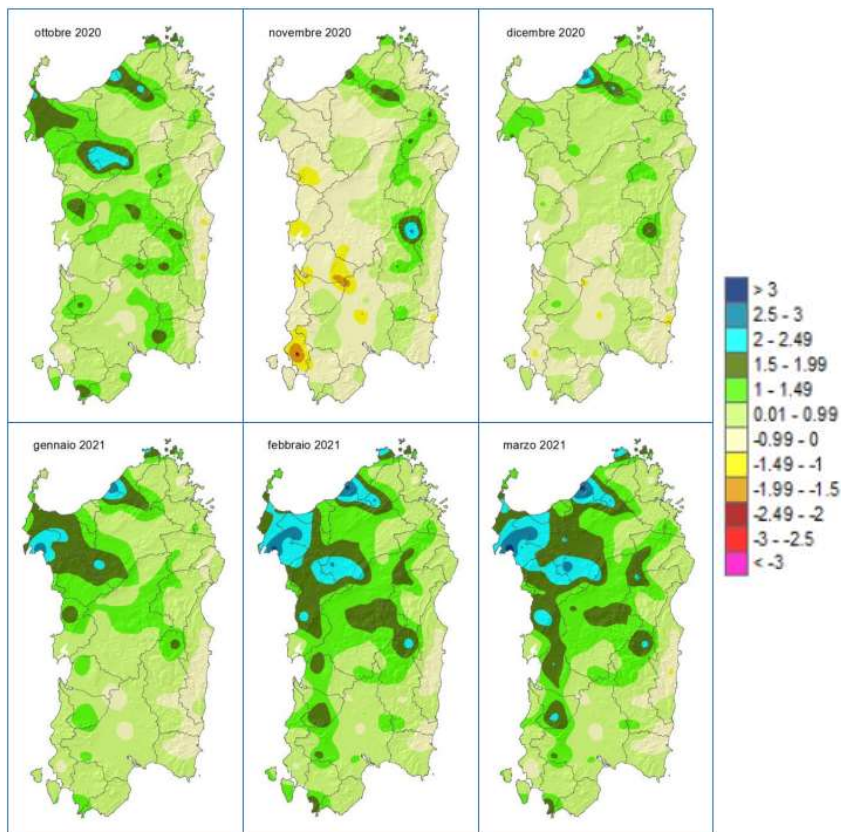 ottobre 2020
novembre 2020
dicembre 2020
> 3
2.5 - 3
2 - 2.49
1.5 - 1.99
1 - 1.49
0.01 - 0.99
-0.99 - 0
-1.49 - -1
-1.99 - -1.5
-2.49 - -2
-3 - -2.5
< -3
gennaio 2021
febbraio 2021
marzo 2021